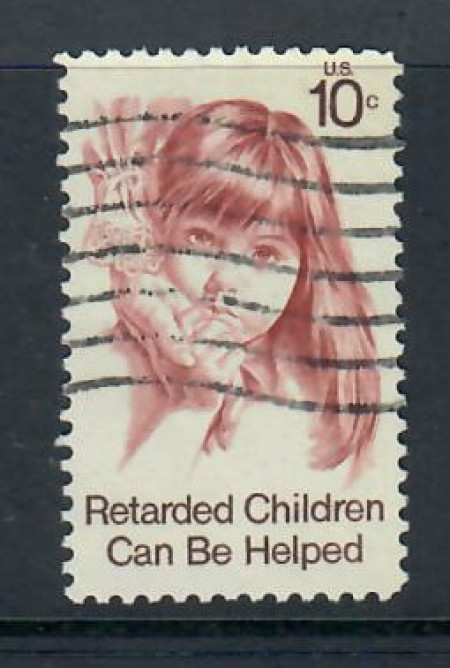 U.S.
10c
Retarded Children
Can Be Helped